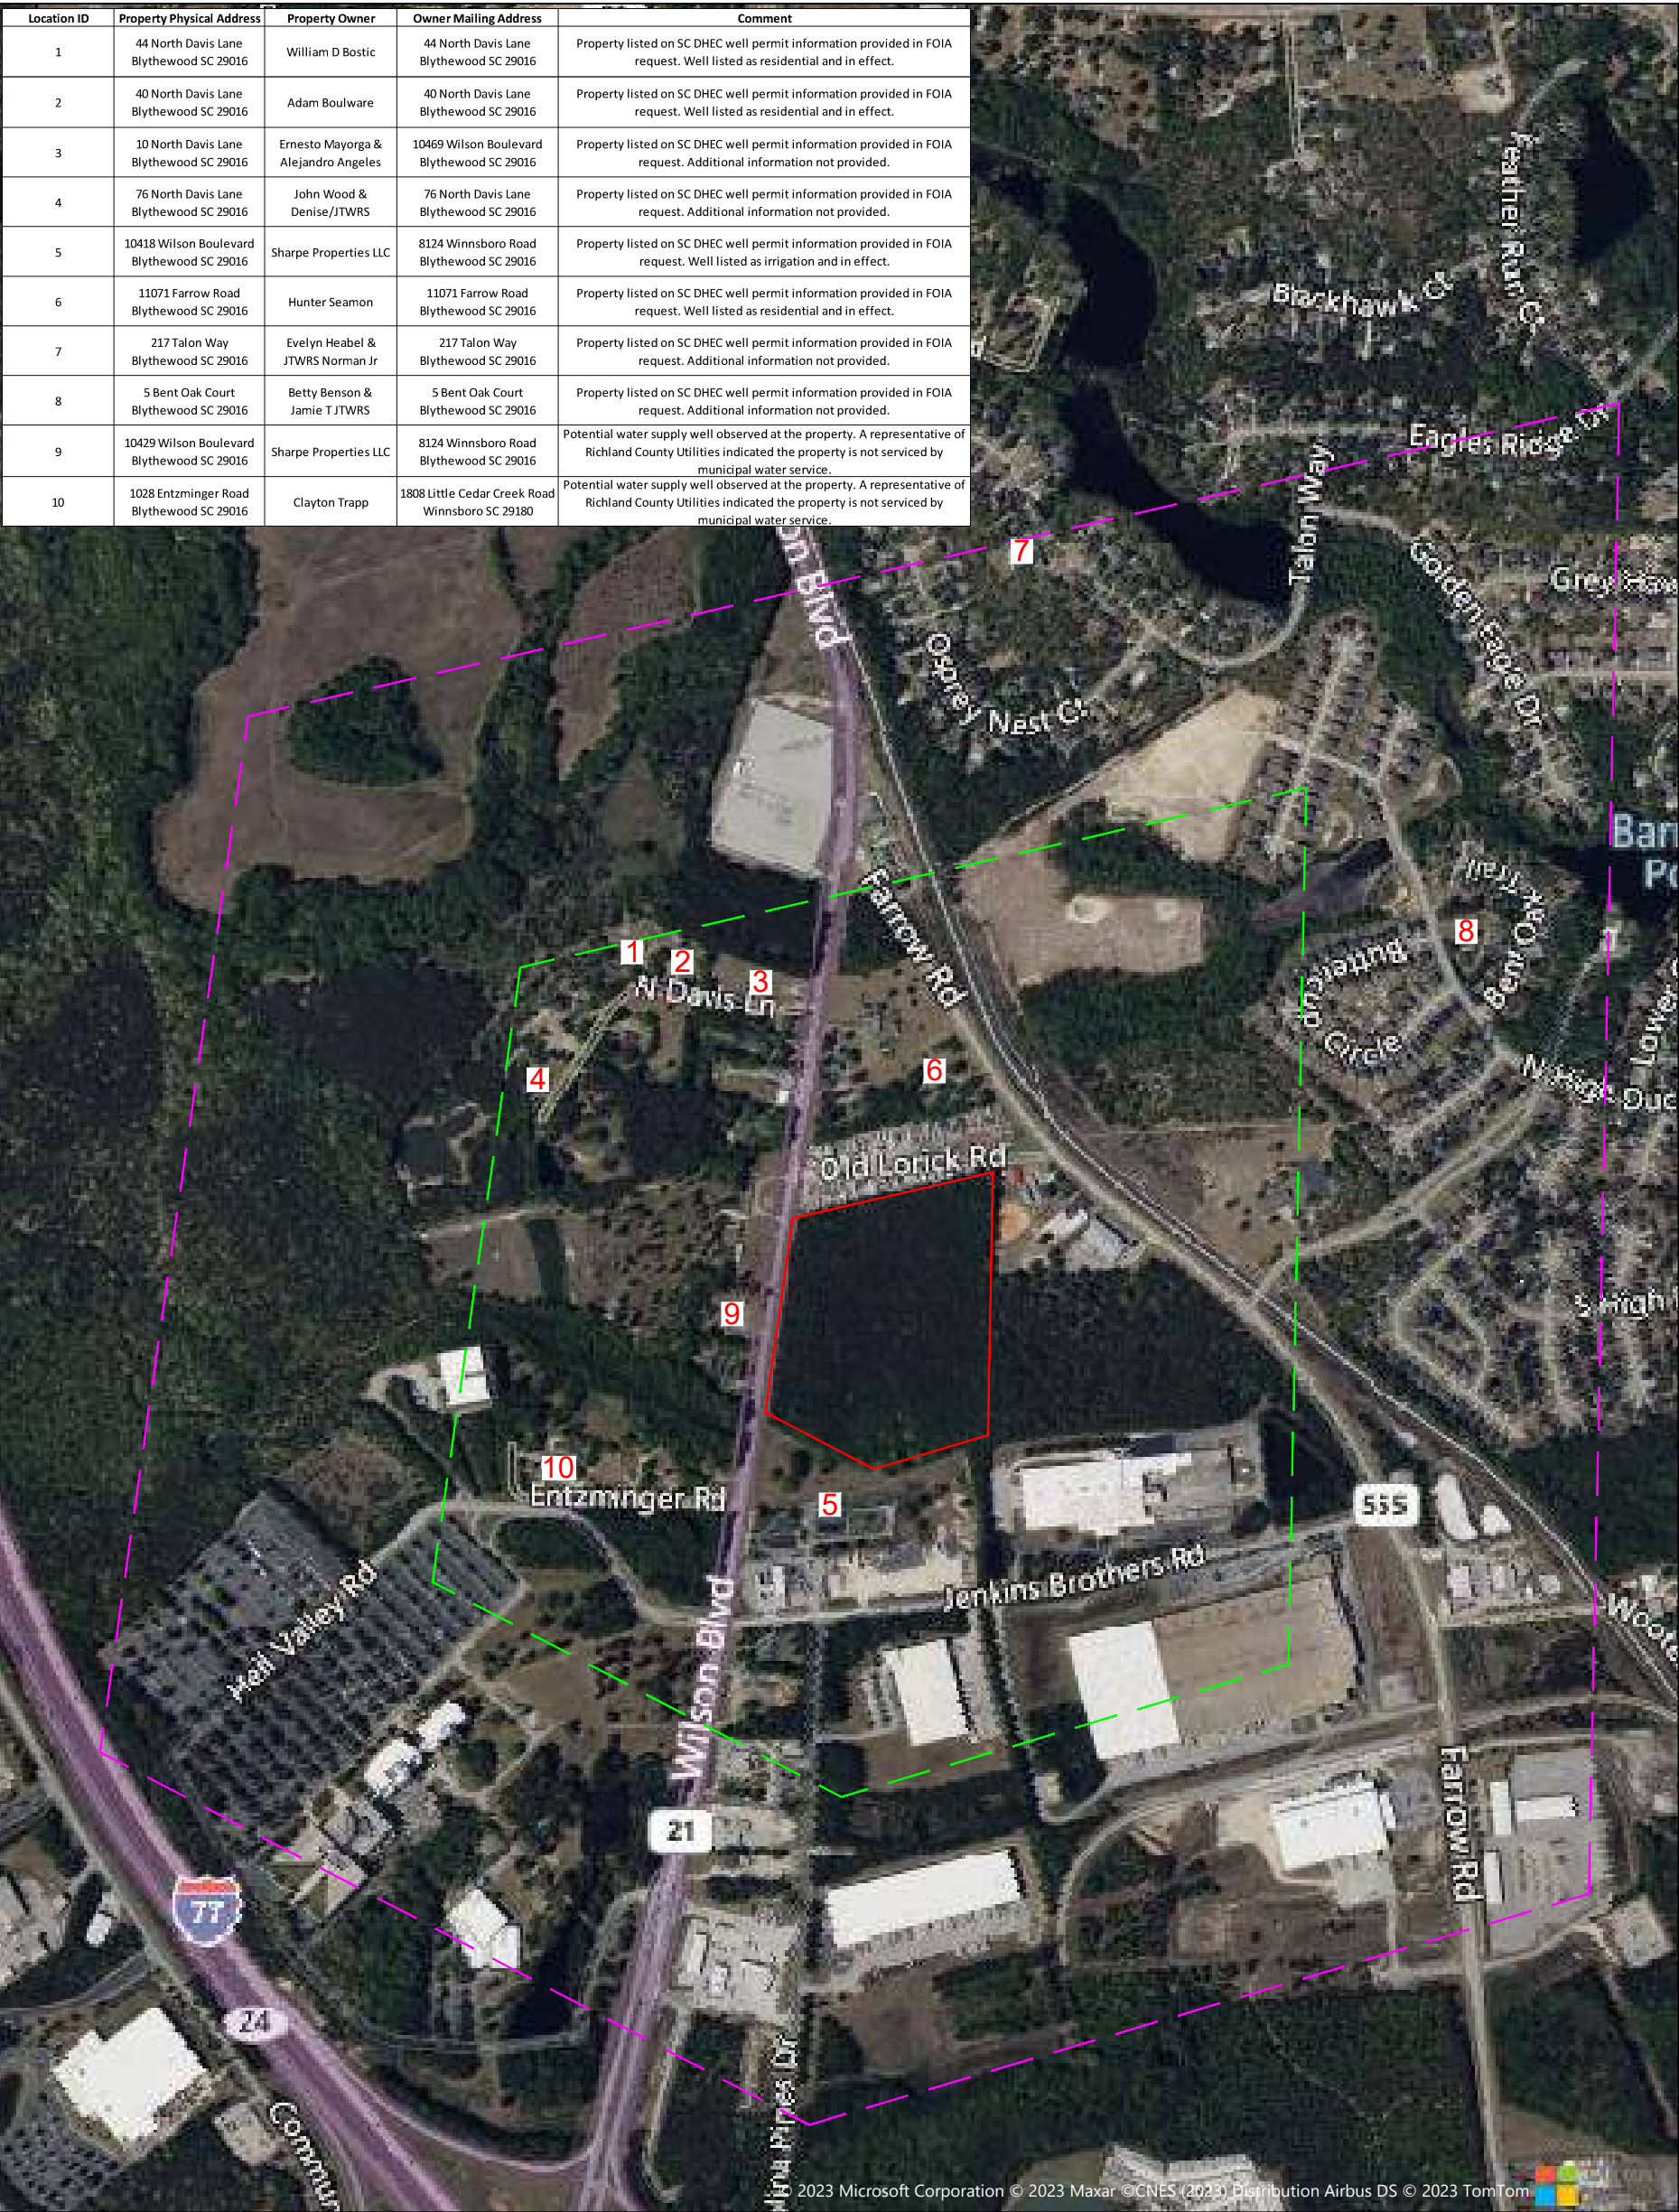 Location ID Property Physical Address Property Owner Owner Mailing Address Comment
1 44 North Davis Lane Blythewood SC 29016 William D Bostic 44 North Davis Lane Blythewood SC 29016 Property listed on SC DHEC well permit information provided in FOIA request. Well listed as residential and in effect.
2 40 North Davis Lane Blythewood SC 29016 Adam Boulware 40 North Davis Lane Blythewood SC 29016 Property listed on SC DHEC well permit information provided in FOIA request. Well listed as residential and in effect.
3 10 North Davis Lane Blythewood SC 29016 Ernesto Mayorga & Alejandro Angeles 10469 Wilson Boulevard Blythewood SC 29016 Property listed on SC DHEC well permit information provided in FOIA request. Additional information not provided.
4 76 North Davis Lane Blythewood SC 29016 John Wood & Denise/JTWRS 76 North Davis Lane Blythewood SC 29016 Property listed on SC DHEC well permit information provided in FOIA request. Additional information not provided.
5 10418 Wilson Boulevard Blythewood SC 29016 Sharpe Properties LLC 8124 Winnsboro Road Blythewood SC 29016 Property listed on SC DHEC well permit information provided in FOIA request. Well listed as irrigation and in effect.
6 11071 Farrow Road Blythewood SC 29016 Hunter Seamon 11071 Farrow Road Blythewood SC 29016 Property listed on SC DHEC well permit information provided in FOIA request. Well listed as residential and in effect.
7 217 Talon Way Blythewood SC 29016 Evelyn Heabel & JTWRS Norman Jr 217 Talon Way Blythewood SC 29016 Property listed on SC DHEC well permit information provided in FOIA request. Additional information not provided.
8 5 Bent Oak Court Blythewood SC 29016 Betty Benson & Jamie T JTWRS 5 Bent Oak Court Blythewood SC 29016 Property listed on SC DHEC well permit information provided in FOIA request. Additional information not provided.
9 10429 Wilson Boulevard Blythewood SC 29016 Sharpe Properties LLC 8124 Winnsboro Road Blythewood SC 29016 Potential water supply well observed at the property. A representative of Richland County Utilities indicated the property is not serviced by municipal water service.
10 1028 Entzminger Road Blythewood SC 29016 Clayton Trapp 1808 Little Cedar Creek Road Winnsboro SC 29180 Potential water supply well observed at the property. A representative of Richland County Utilities indicated the property is not serviced by municipal water service.
Feather Run Ct
Blackhawk Ct
Eagles Ridge Ct
Talon Way
7
on Blvd
Golden Eagle Dr
Osprey Nest Ct
Farrow Rd
8
Buttercup Circle
1
2
3
N Davis Ln
4
6
Old Lorick Rd
9
10
Entzminger Rd
5
555
Jenkins Brothers Rd
Heil Valley Rd
Wilson Blvd
21
Farrow Rd
77
24
Commun
Pines Dr
2023 Microsoft Corporation © 2023 Maxar ©CNES (2023) Distribution Airbus DS © 2023 TomTom